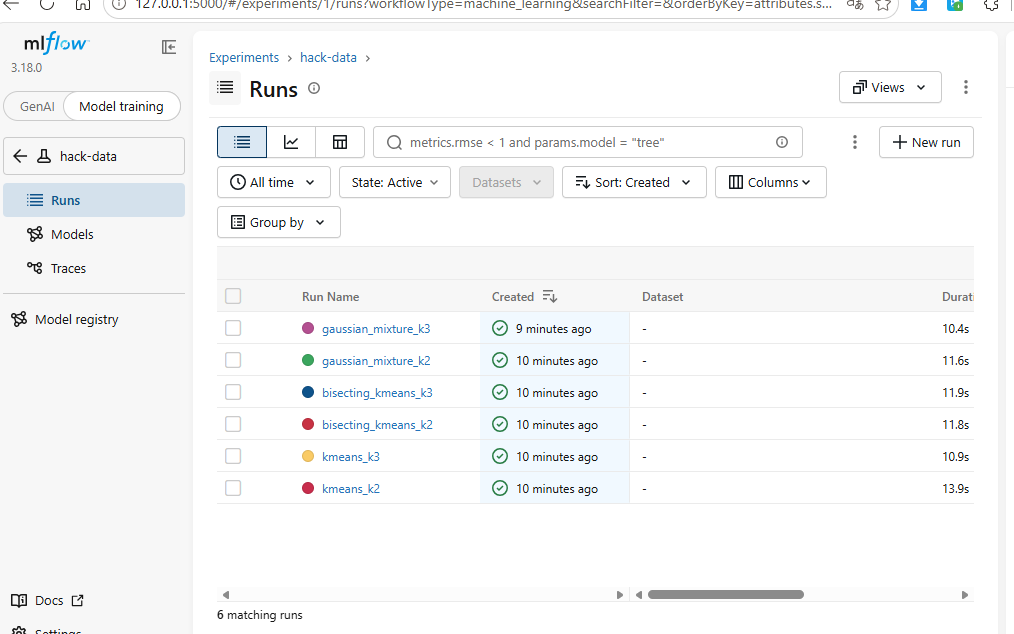 127.0.0.1:5000/#/experiments/1/runs?workflowType=machine_learning&searchFilter=&orderByKey=attributes.s...
mlflow
3.18.0
GenAI Model training
hack-data
Runs
Models
Traces
Model registry
Docs
Settings
Experiments > hack-data >
Runs
Views
metrics.rmse < 1 and params.model = "tree"
New run
All time
State: Active
Datasets
Sort: Created
Columns
Group by
Run Name Created Dataset Durati
gaussian_mixture_k3 9 minutes ago - 10.4s
gaussian_mixture_k2 10 minutes ago - 11.6s
bisecting_kmeans_k3 10 minutes ago - 11.9s
bisecting_kmeans_k2 10 minutes ago - 11.8s
kmeans_k3 10 minutes ago - 10.9s
kmeans_k2 10 minutes ago - 13.9s
6 matching runs